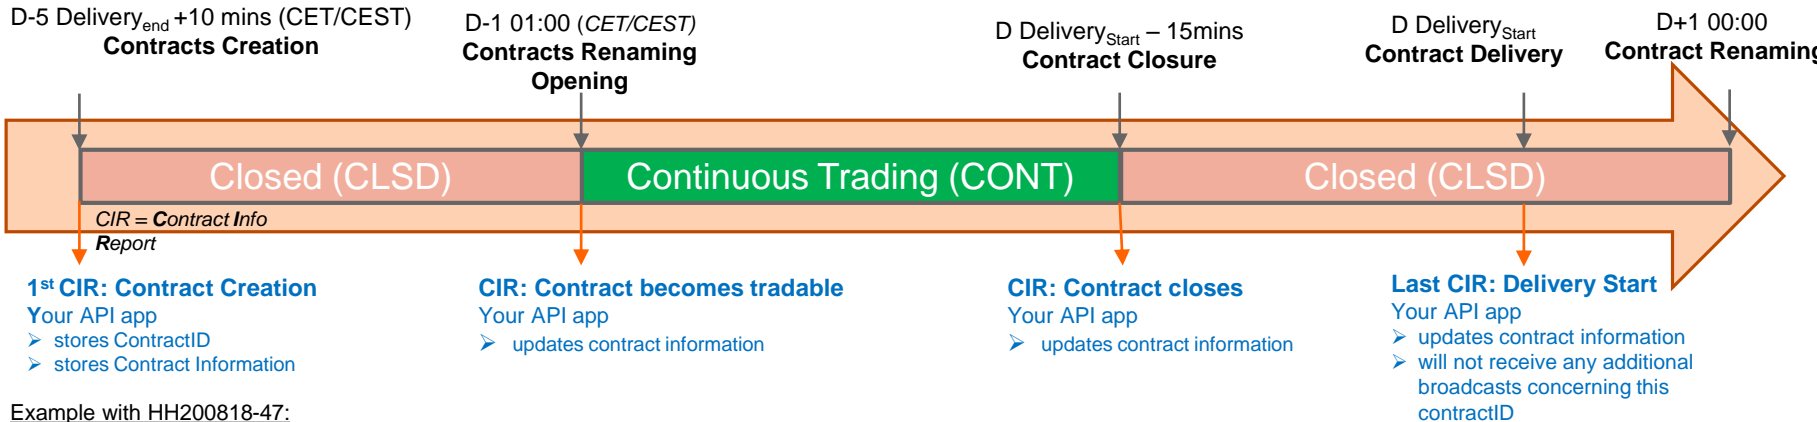 D-5 Delivery_end +10 mins (CET/CEST)
Contracts Creation
D-1 01:00 (CET/CEST)
Contracts Renaming
Opening
D Delivery_Start – 15mins
Contract Closure
D Delivery_Start
Contract Delivery
D+1 00:00
Contract Renaming
Closed (CLSD)
Continuous Trading (CONT)
Closed (CLSD)
CIR = Contract Info
Report
1st CIR: Contract Creation
Your API app
➢ stores ContractID
➢ stores Contract Information
CIR: Contract becomes tradable
Your API app
➢ updates contract information
CIR: Contract closes
Your API app
➢ updates contract information
Last CIR: Delivery Start
Your API app
➢ updates contract information
➢ will not receive any additional
broadcasts concerning this
contractID
Example with HH200818-47: